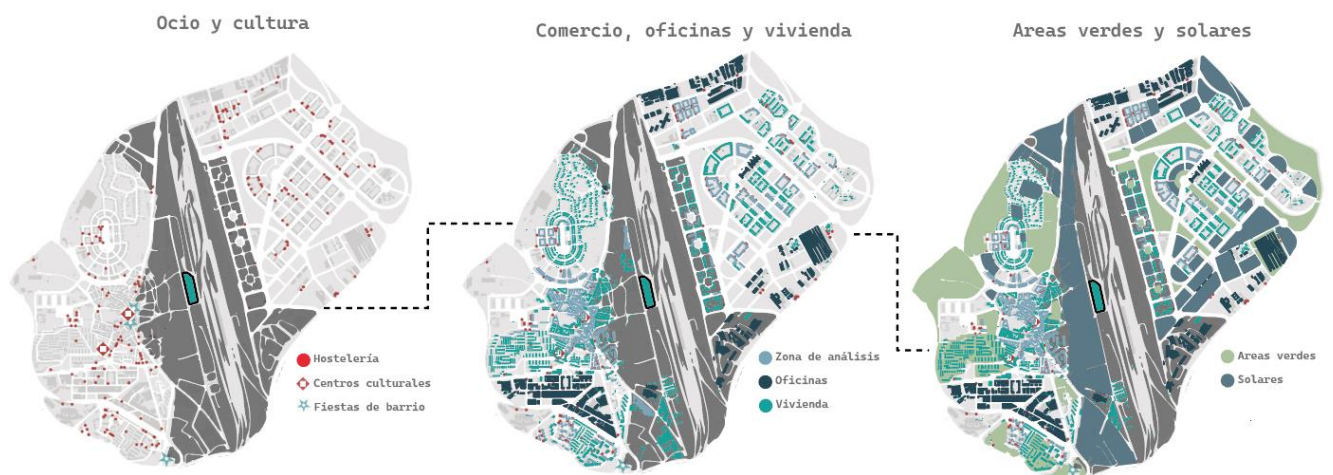 Ocio y cultura
Comercio, oficinas y vivienda
Areas verdes y solares
Hostelería
Centros culturales
Fiestas de barrio
Zona de análisis
Oficinas
Vivienda
Areas verdes
Solares